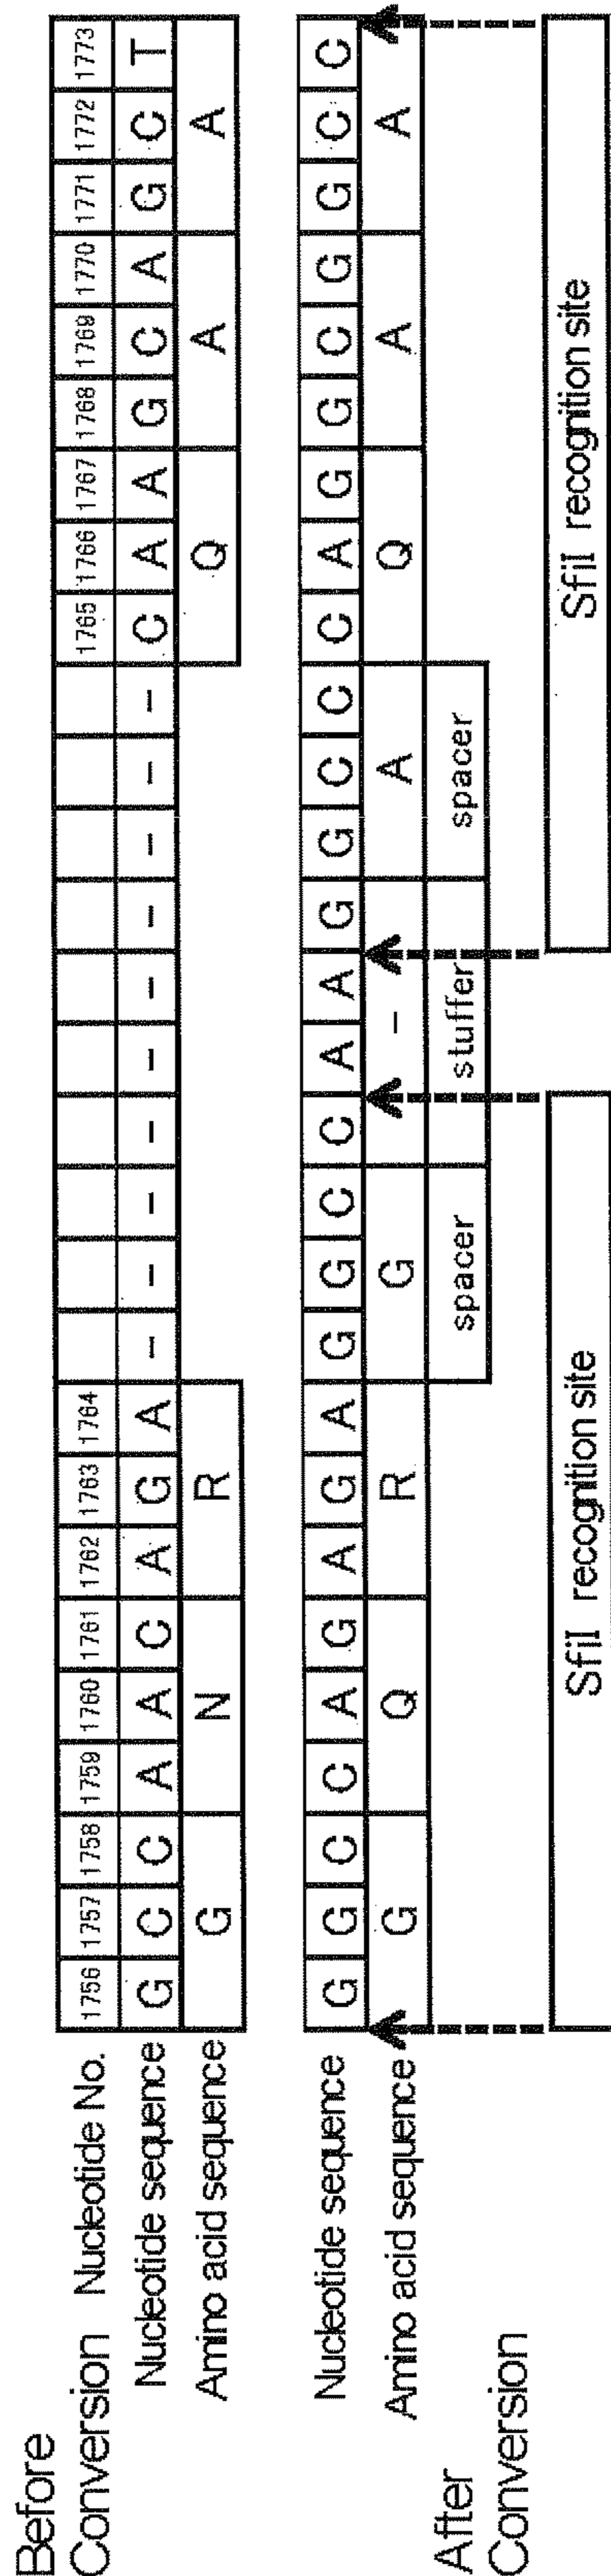 Before
Conversion Nucleotide No. 1756 1757 1758 1759 1760 1761 1762 1763 1764 1765 1766 1767 1768 1769 1770 1771 1772 1773
Nucleotide sequence G C C A A C A G A – – – – – – – – – – C A A G C A G C T
Amino acid sequence G N R Q A A
Nucleotide sequence G G C C A G A G A G G C C A A G G C C C A G G C G G C C
Amino acid sequence G Q R G – A Q A A
After
Conversion
spacer stuffer spacer
SfiI recognition site SfiI recognition site